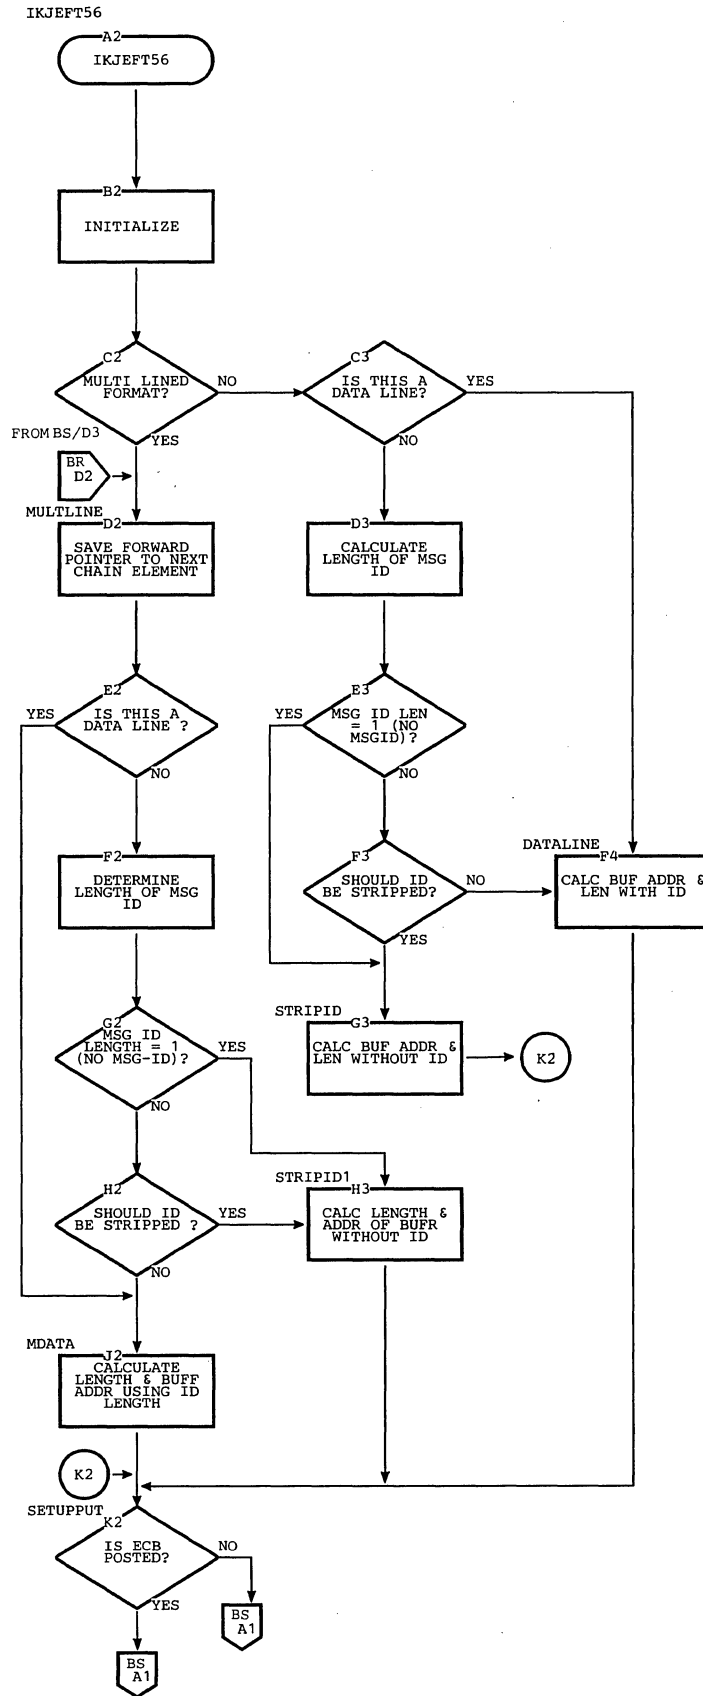 IKJEFT56
A2
IKJEFT56
B2
INITIALIZE
C2
MULTI LINED
FORMAT?
NO
YES
C3
IS THIS A
DATA LINE?
YES
NO
FROM BS/D3
BR
D2
MULTLINE
D2
SAVE FORWARD
POINTER TO NEXT
CHAIN ELEMENT
D3
CALCULATE
LENGTH OF MSG
ID
E2
YES
IS THIS A
DATA LINE ?
NO
E3
YES
MSG ID LEN
= 1 (NO
MSGID)?
NO
F2
DETERMINE
LENGTH OF MSG
ID
F3
SHOULD ID
BE STRIPPED?
NO
YES
DATALINE
F4
CALC BUF ADDR &
LEN WITH ID
G2
MSG ID
LENGTH = 1
(NO MSG-ID)?
YES
NO
STRIPID
G3
CALC BUF ADDR &
LEN WITHOUT ID
K2
H2
SHOULD ID
BE STRIPPED ?
YES
NO
STRIPID1
H3
CALC LENGTH &
ADDR OF BUFR
WITHOUT ID
MDATA
J2
CALCULATE
LENGTH & BUFF
ADDR USING ID
LENGTH
K2
SETUPPUT
K2
IS ECB
POSTED?
NO
YES
BS
A1
BS
A1